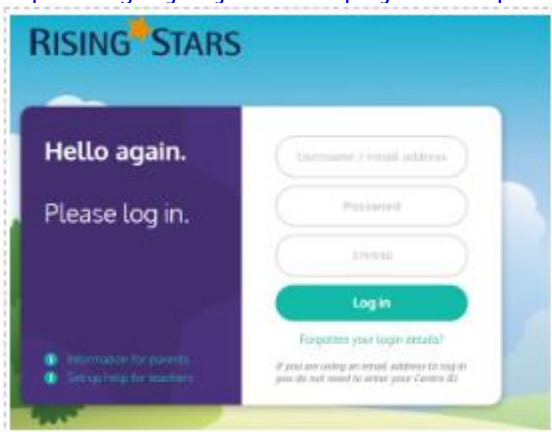 RISING STARS
Hello again.
Please log in.
Username / email address
Password
Log in
Forgotten your login details?
Information for parents
Set up help for teachers
If you are using an email address to log in
you do not need to enter your Centre ID.